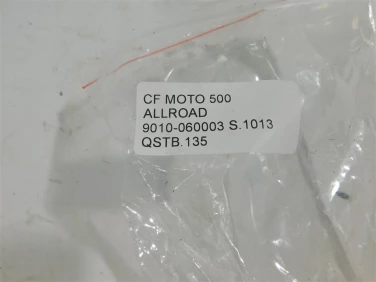 CF MOTO 500
ALLROAD
9010-060003 S.1013
QSTB.135